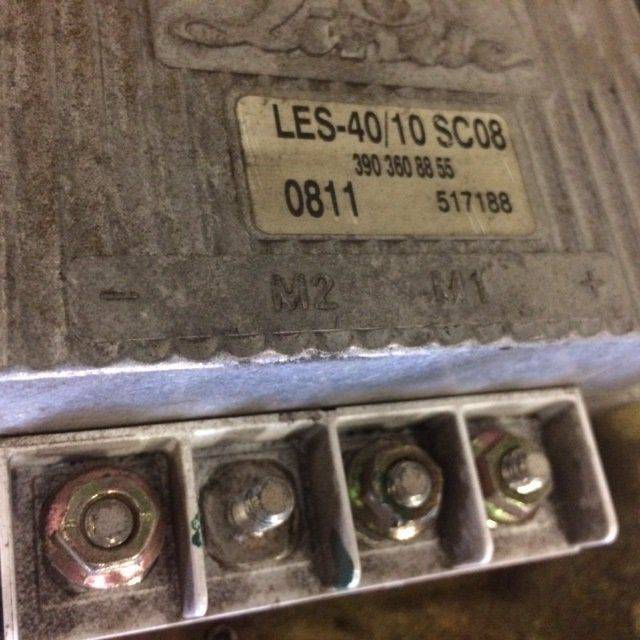 LES-40/10 SC08
390 360 88 55
0811 517188
- M2 M1 +